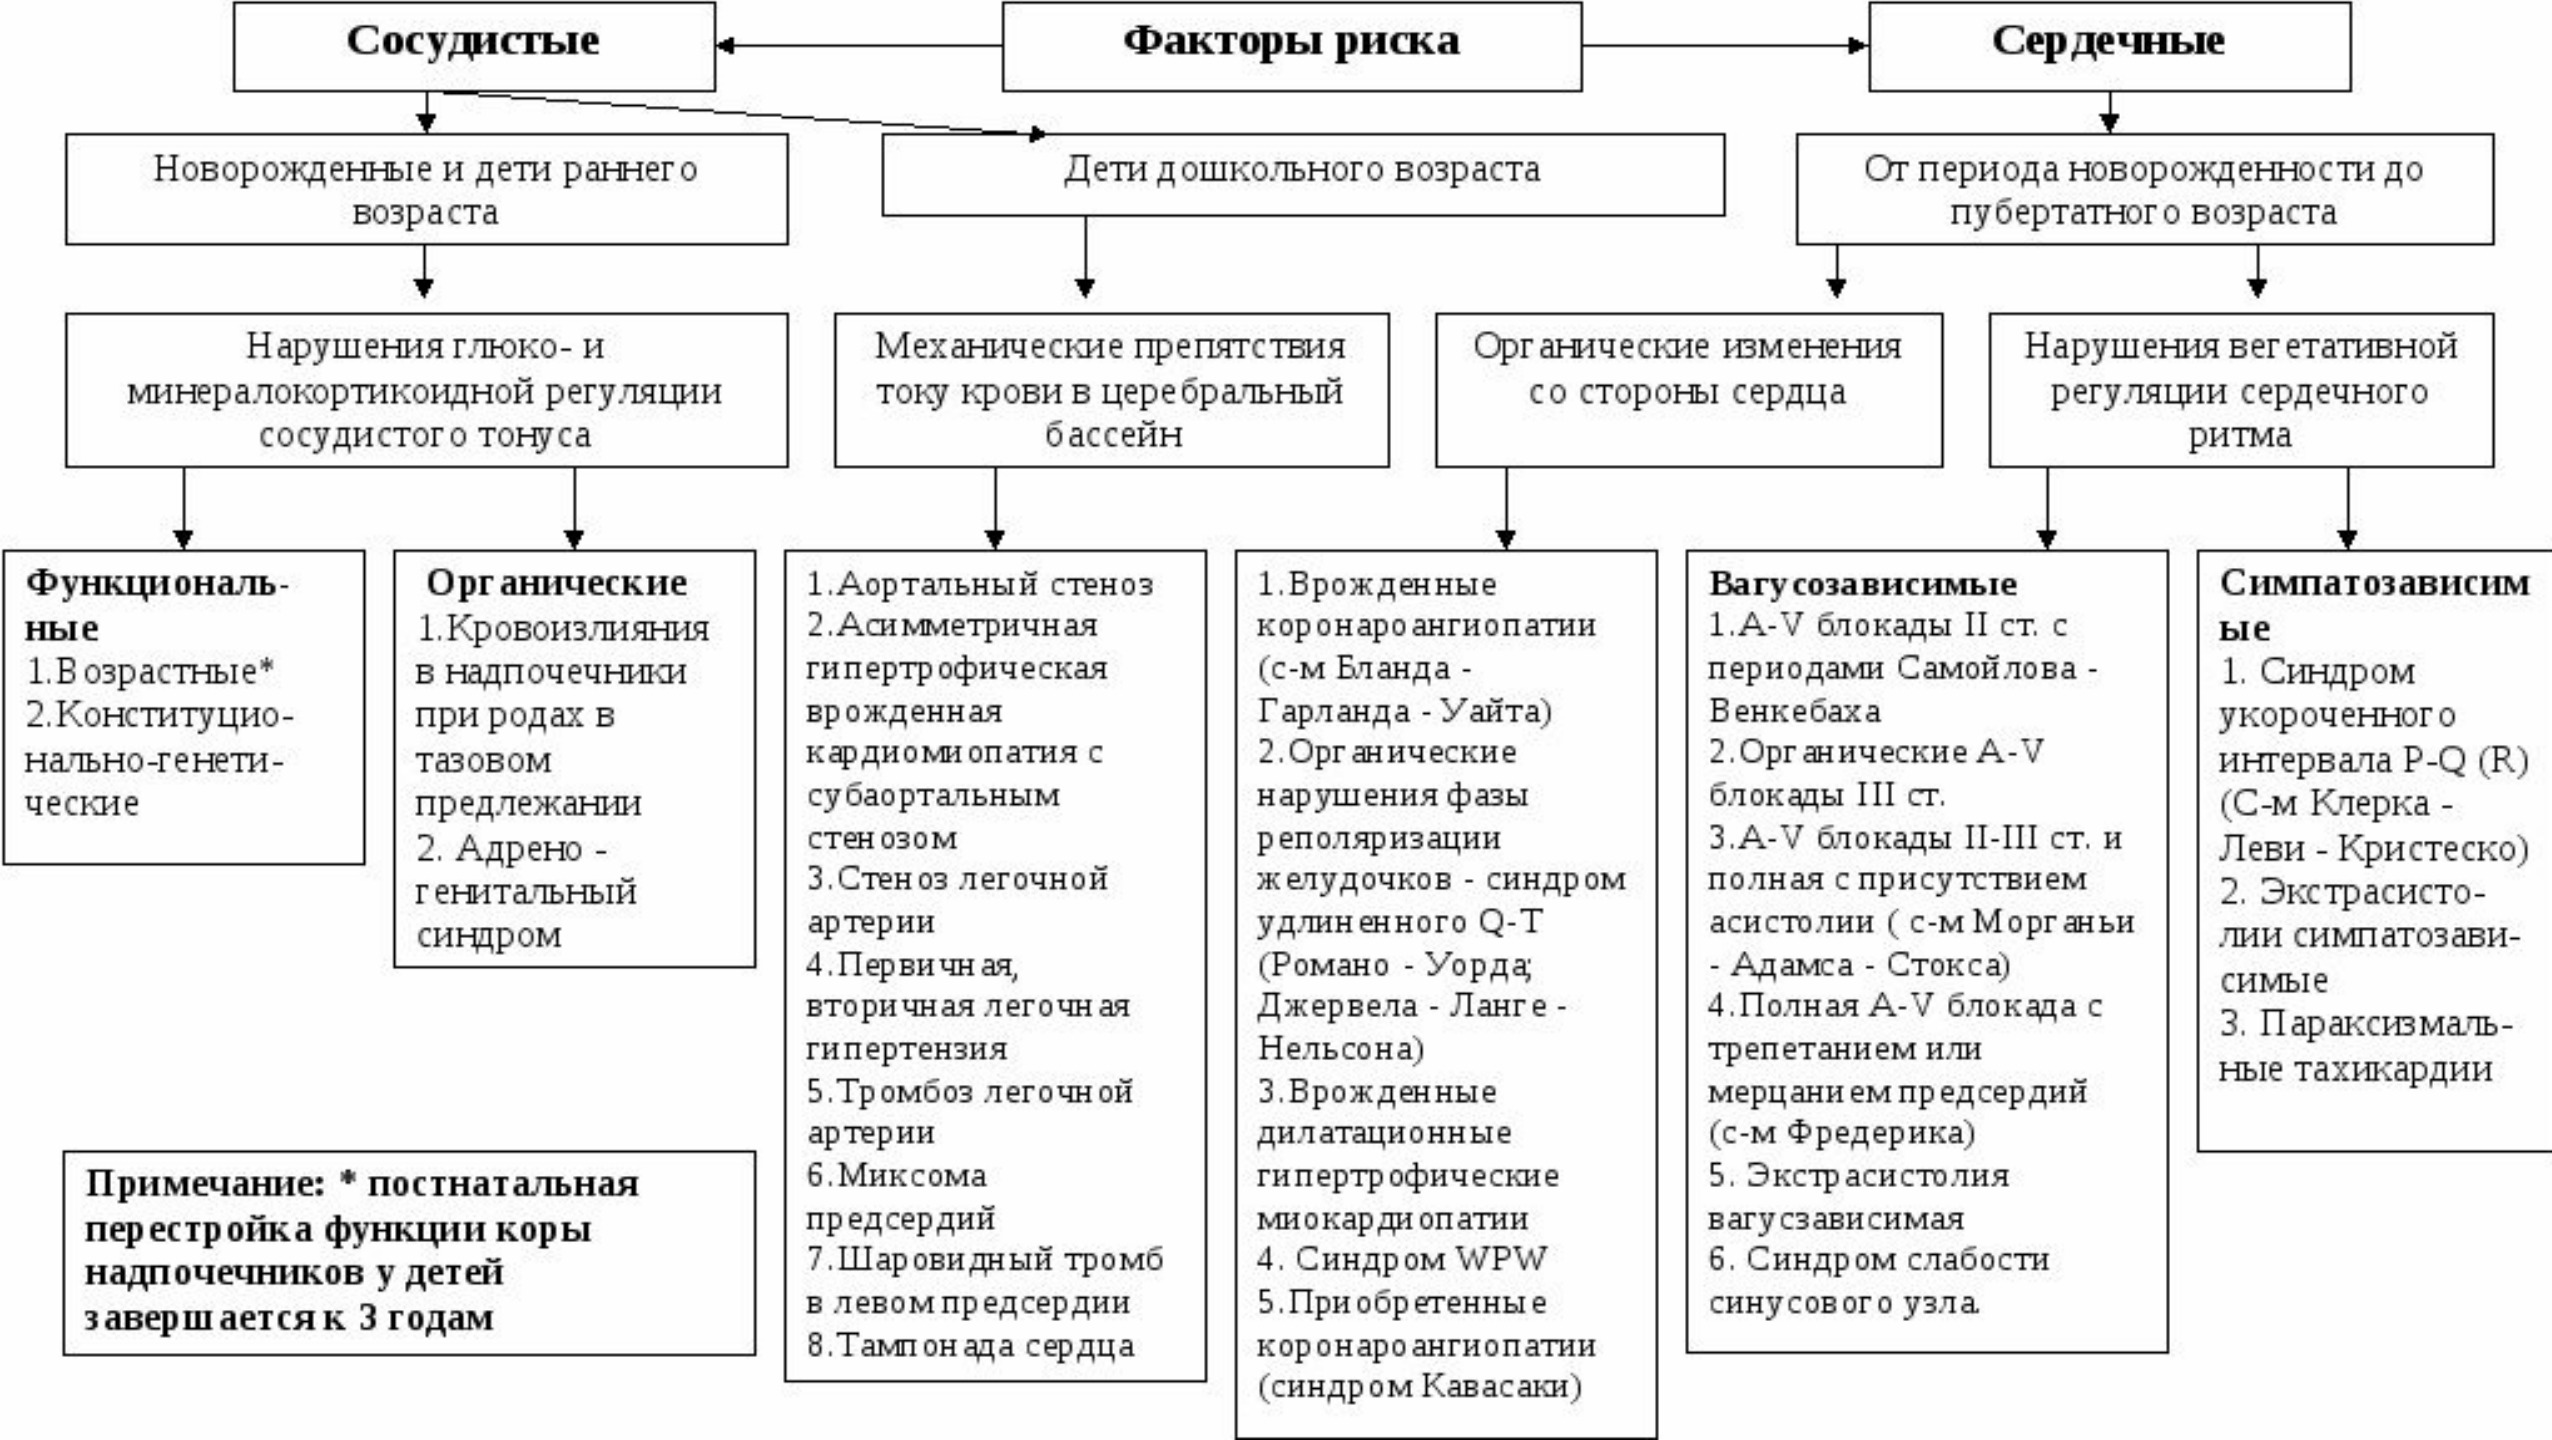 Сосудистые
Факторы риска
Сердечные
Новорожденные и дети раннего
возраста
Дети дошкольного возраста
От периода новорожденности до
пубертатного возраста
Нарушения глюко- и
минералокортикоидной регуляции
сосудистого тонуса
Механические препятствия
току крови в церебральный
бассейн
Органические изменения
со стороны сердца
Нарушения вегетативной
регуляции сердечного
ритма
Функциональ-
ные
1.Возрастные*
2.Конституцио-
нально-генети-
ческие
Органические
1.Кровоизлияния
в надпочечники
при родах в
тазовом
предлежании
2. Адрено -
генитальный
синдром
1.Аортальный стеноз
2.Асимметричная
гипертрофическая
врожденная
кардиомиопатия с
субаортальным
стенозом
3.Стеноз легочной
артерии
4.Первичная,
вторичная легочная
гипертензия
5.Тромбоз легочной
артерии
6.Миксома
предсердий
7.Шаровидный тромб
в левом предсердии
8.Тампонада сердца
1.Врожденные
коронароангиопатии
(с-м Бланда -
Гарланда - Уайта)
2.Органические
нарушения фазы
реполяризации
желудочков - синдром
удлиненного Q-T
(Романо - Уорда;
Джервела - Ланге -
Нельсона)
3.Врожденные
дилатационные
гипертрофические
миокардиопатии
4. Синдром WPW
5.Приобретенные
коронароангиопатии
(синдром Кавасаки)
Вагусозависимые
1.A-V блокады II ст. с
периодами Самойлова -
Венкебаха
2.Органические A-V
блокады III ст.
3.A-V блокады II-III ст. и
полная с присутствием
асистолии ( с-м Морганьи
- Адамса - Стокса)
4.Полная A-V блокада с
трепетанием или
мерцанием предсердий
(с-м Фредерика)
5. Экстрасистолия
вагусзависимая
6. Синдром слабости
синусового узла.
Симпатозависим
ые
1. Синдром
укороченного
интервала P-Q (R)
(С-м Клерка -
Леви - Кристеско)
2. Экстрасисто-
лии симпатозави-
симые
3. Параксизмаль-
ные тахикардии
Примечание: * постнатальная
перестройка функции коры
надпочечников у детей
завершается к 3 годам